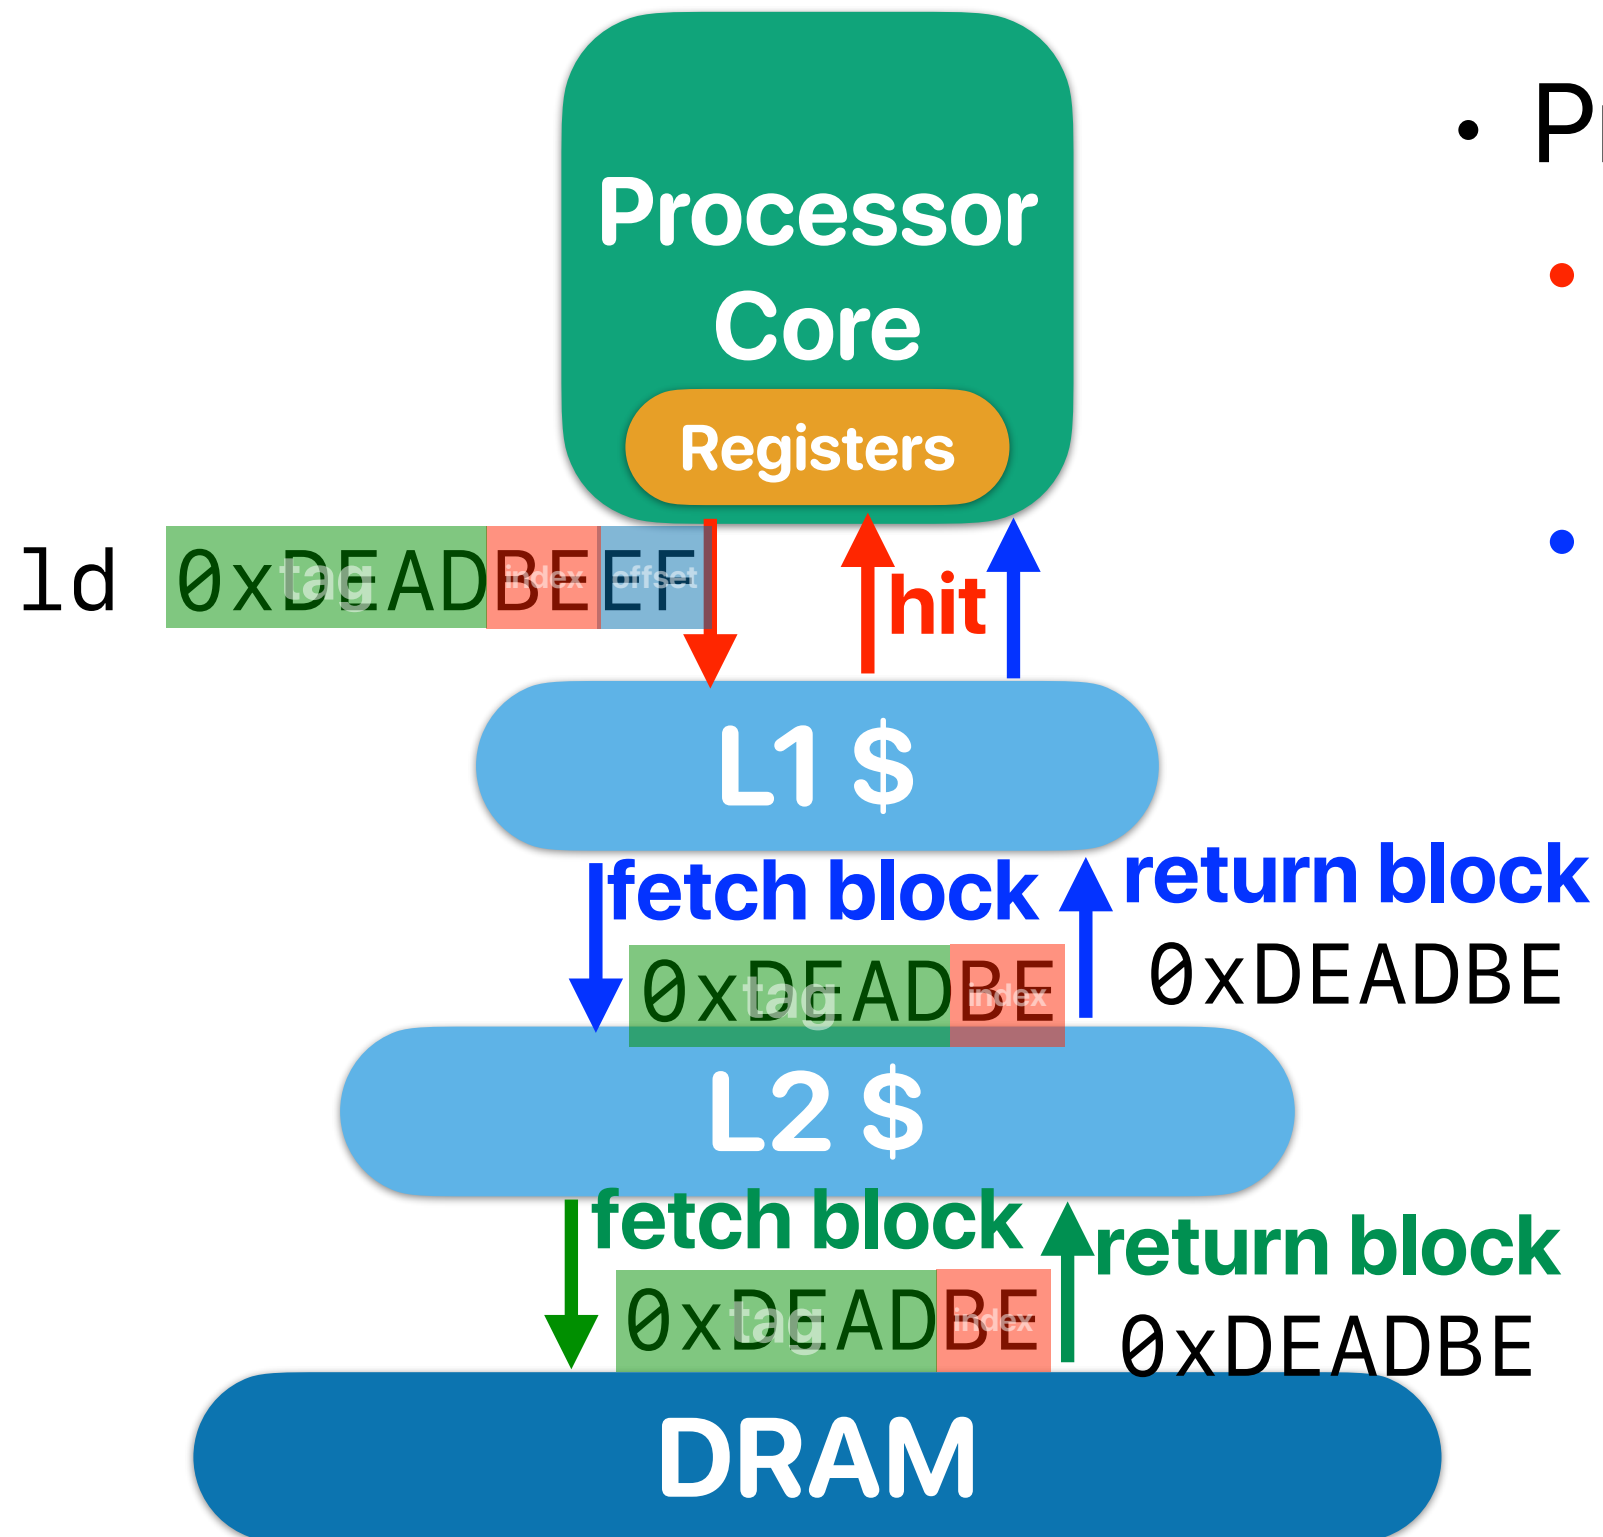 • Pr
Processor
Core
Registers
ld 0xDEADBEEF
tag index offset
hit
L1 $
fetch block
return block
0xDEADBE
tag index
0xDEADBE
L2 $
fetch block
return block
0xDEADBE
tag index
0xDEADBE
DRAM